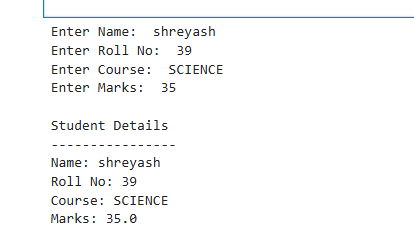 Enter Name:  shreyash
Enter Roll No:  39
Enter Course:  SCIENCE
Enter Marks:  35

Student Details
----------------
Name: shreyash
Roll No: 39
Course: SCIENCE
Marks: 35.0